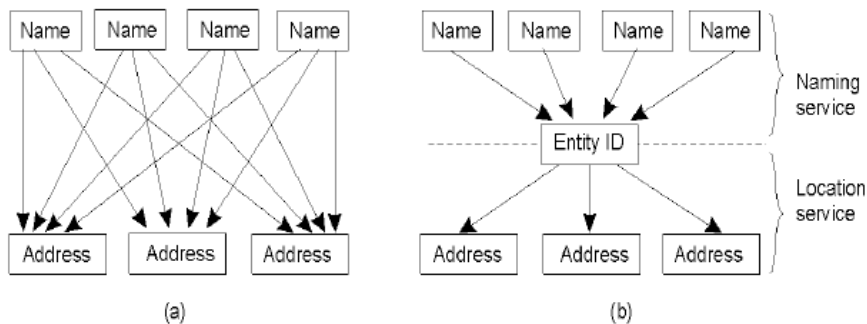 Name Name Name Name
Address Address Address
(a)
Name Name Name Name
Entity ID
Address Address Address
Naming
service
Location
service
(b)